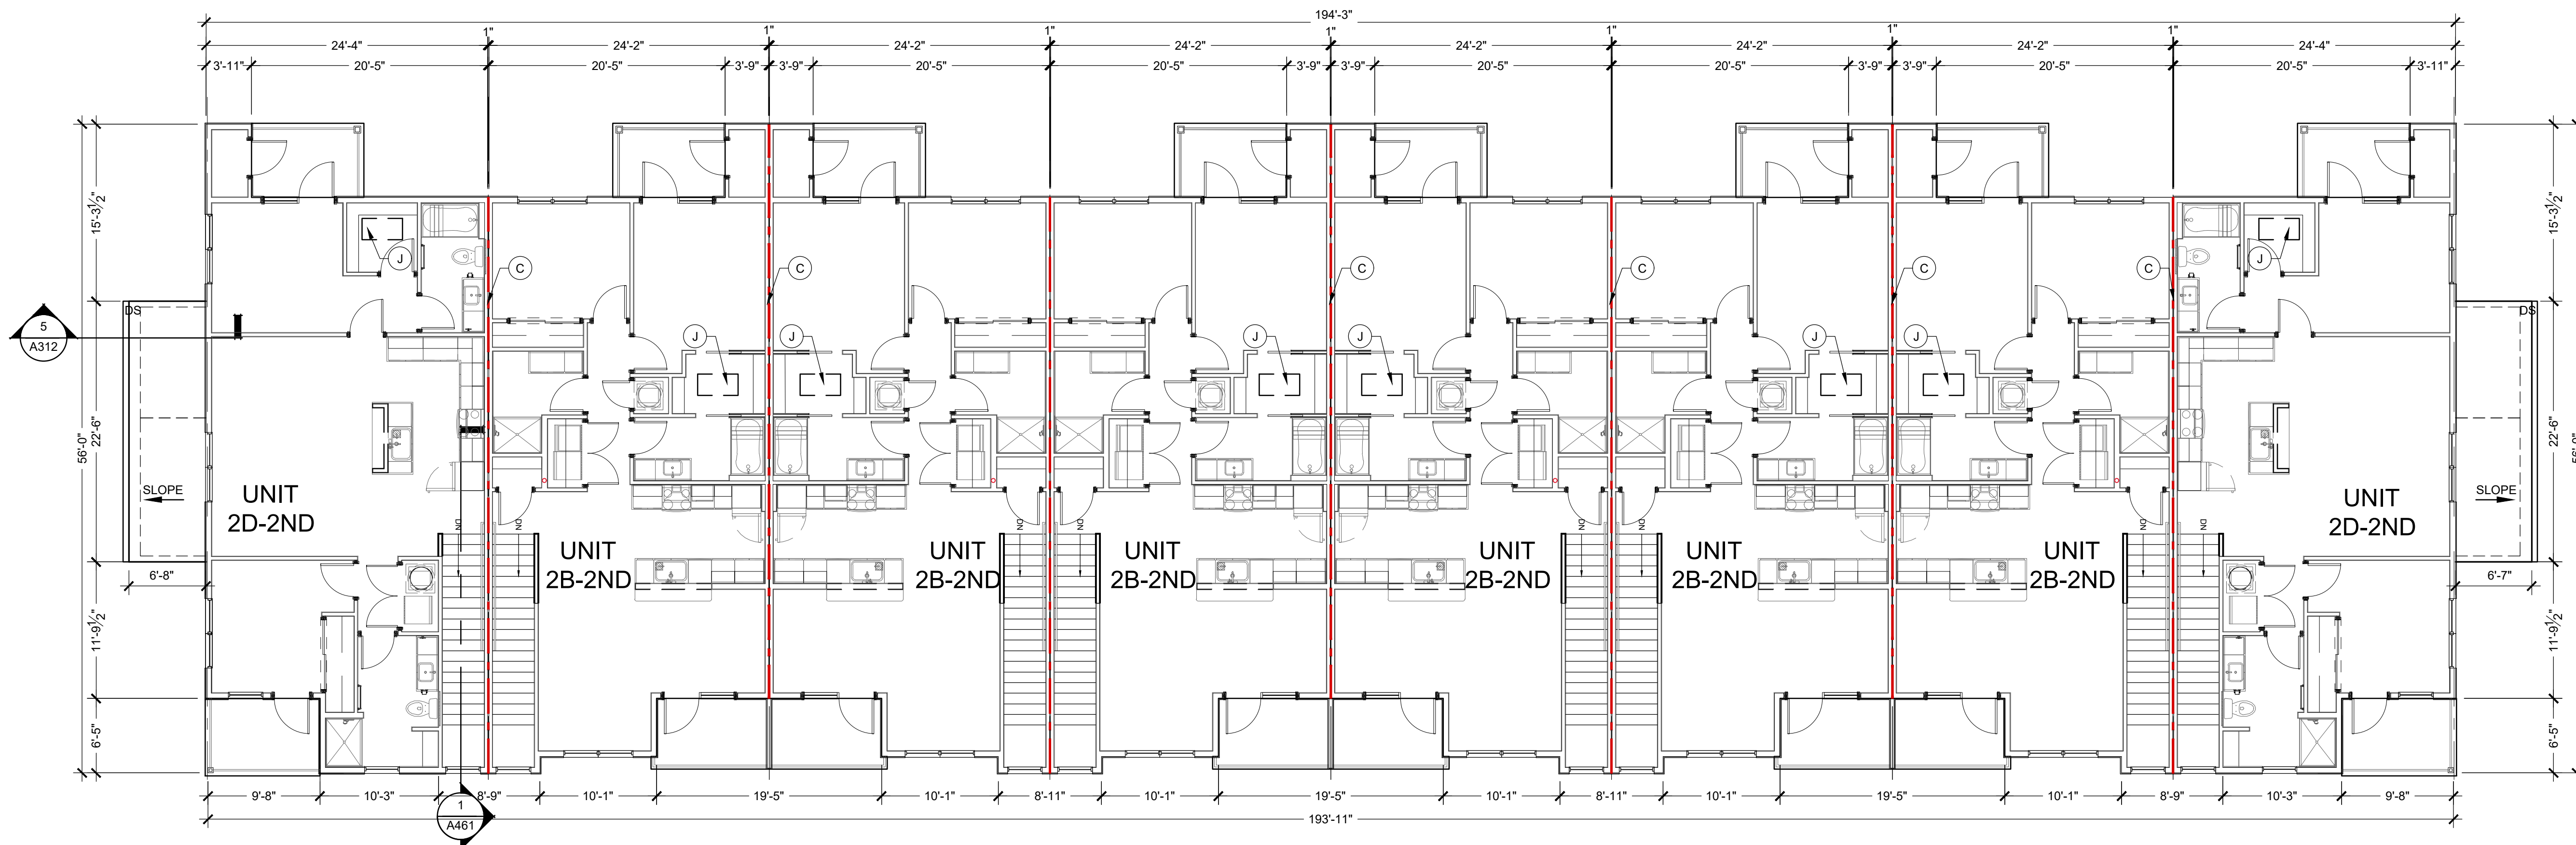 194'-3"
1" 1" 1" 1" 1" 1" 1"
24'-4" 24'-2" 24'-2" 24'-2" 24'-2" 24'-2" 24'-2" 24'-4"
3'-11" 20'-5" 20'-5" 3'-9" 3'-9" 20'-5" 20'-5" 3'-9" 3'-9" 20'-5" 20'-5" 3'-9" 3'-9" 20'-5" 20'-5" 3'-11"
15'-3½" 15'-3½"
J C C C C C C J
DS DS
5
A312
J J J J J J
56'-0" 22'-6" 22'-6" 56'-0"
SLOPE SLOPE
UNIT UNIT
2D-2ND 2D-2ND
DN DN DN DN DN DN DN DN
UNIT UNIT UNIT UNIT UNIT UNIT
2B-2ND 2B-2ND 2B-2ND 2B-2ND 2B-2ND 2B-2ND
6'-8" 6'-7"
11'-9½" 11'-9½"
6'-5" 6'-5"
9'-8" 10'-3" 8'-9" 10'-1" 19'-5" 10'-1" 8'-11" 10'-1" 19'-5" 10'-1" 8'-11" 10'-1" 19'-5" 10'-1" 8'-9" 10'-3" 9'-8"
1
A461
193'-11"